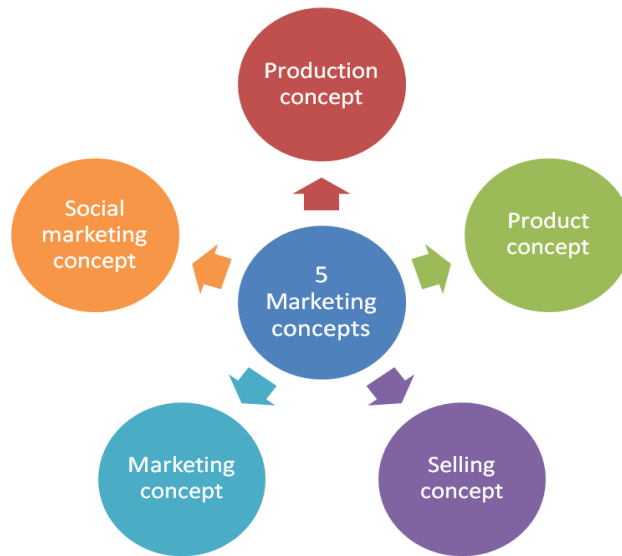 Production
concept
Product
concept
Selling
concept
Marketing
concept
Social
marketing
concept
5
Marketing
concepts